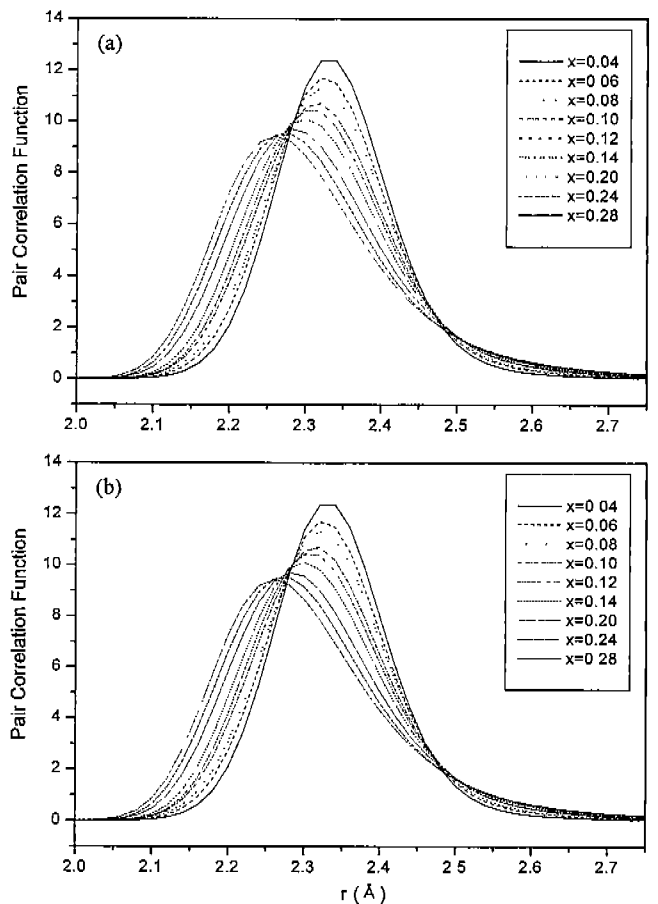 (a)
Pair Correlation Function
14
12
10
8
6
4
2
0
x=0.04
x=0 06
x=0.08
x=0.10
x=0.12
x=0.14
x=0.20
x=0.24
x=0.28
2.0
2.1
2.2
2.3
2.4
2.5
2.6
2.7
(b)
Pair Correlation Function
14
12
10
8
6
4
2
0
x=0 04
x=0.06
x=0.08
x=0.10
x=0.12
x=0.14
x=0.20
x=0.24
x=0 28
2.0
2.1
2.2
2.3
2.4
2 5
2.6
2.7
r (Å)